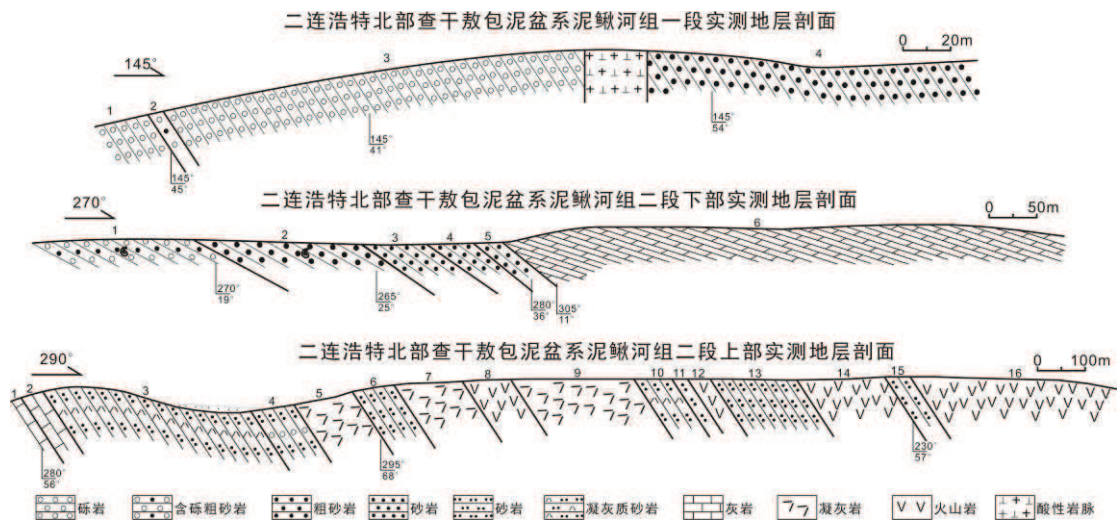 二连浩特北部查干敖包泥盆系泥鳅河组一段实测地层剖面
0 20m
145°
1 2 3 4
145° 45°
145° 41°
145° 54°
二连浩特北部查干敖包泥盆系泥鳅河组二段下部实测地层剖面
270°
0 50m
1 2 3 4 5 6
270° 19°
265° 25°
280° 36°
305° 11°
二连浩特北部查干敖包泥盆系泥鳅河组二段上部实测地层剖面
290°
0 100m
1 2 3 4 5 6 7 8 9 10 11 12 13 14 15 16
280° 56°
295° 68°
230° 57°
砾岩 含砾粗砂岩 粗砂岩 砂岩 砂岩 凝灰质砂岩 灰岩 凝灰岩 火山岩 酸性岩脉